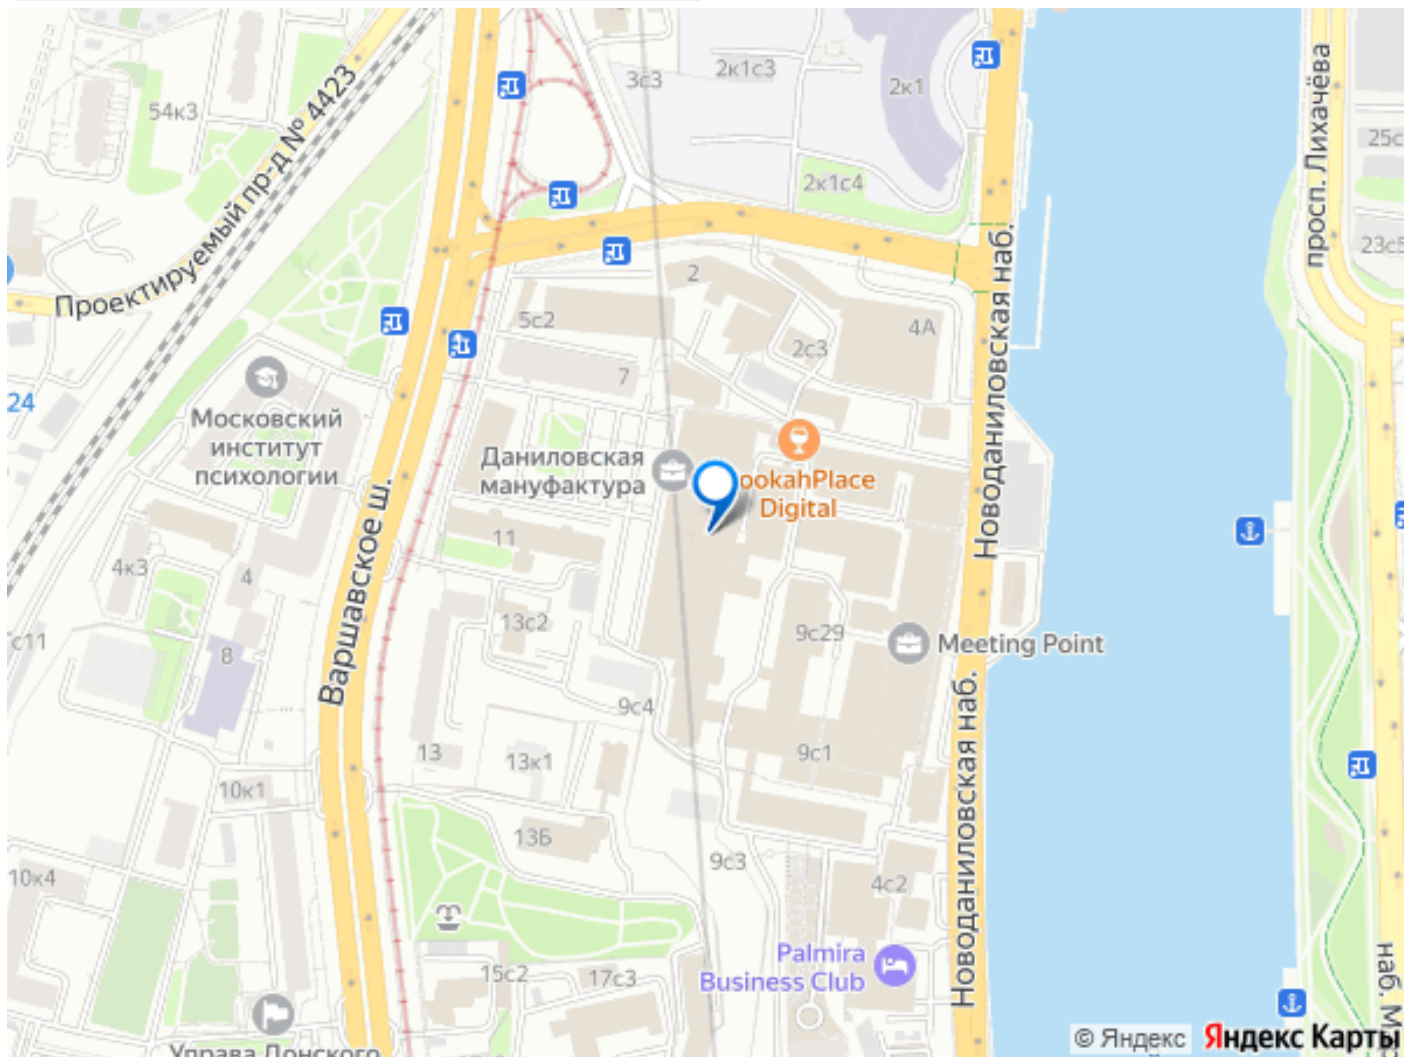 3с3
2к1с3
2к1
54к3
просп. Лихачёва
25с
Проектируемый пр-д № 4423
2к1с4
23с5
2
5с2
4А
2с3
7
24
Московский
институт
психологии
Даниловская
мануфактура
ookahPlace
Digital
Новоданиловская наб.
11
4к3
4
Варшавское ш.
13с2
9с29
Meeting Point
с11
8
9с4
Новоданиловская наб.
13
13к1
9с1
10к1
13Б
9с3
10к4
4с2
Palmira
Business Club
15с2
17с3
наб. М
Управа Донского
© Яндекс Яндекс Карты